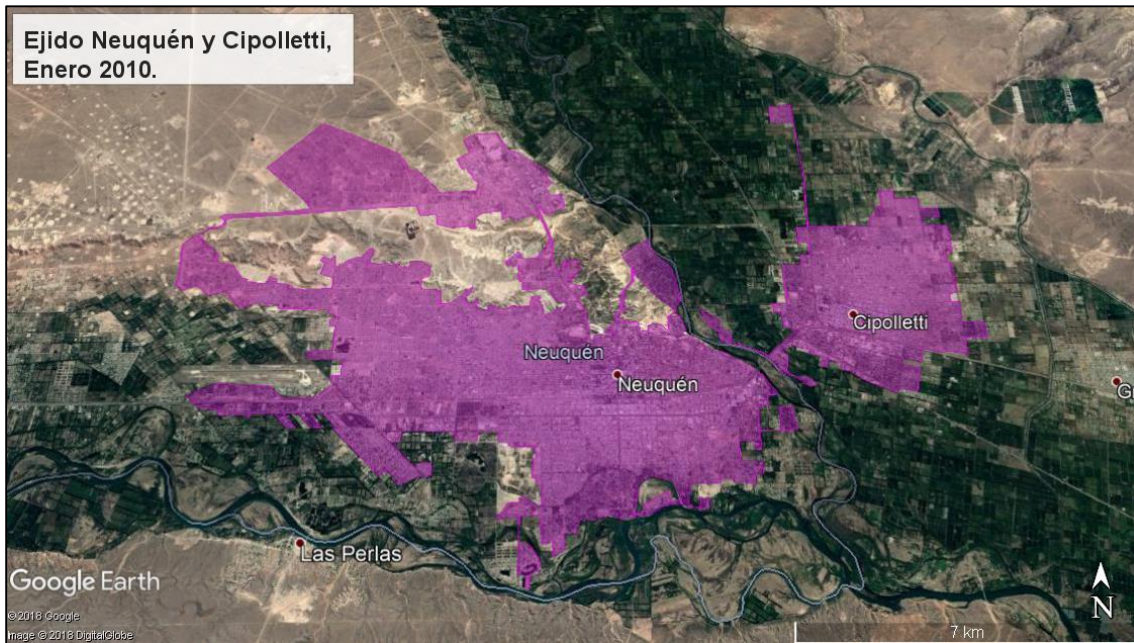 Ejido Neuquén y Cipolletti,
Enero 2010.
Cipolletti
Neuquén
Neuquén
Las Perlas
Google Earth
©2018 Google
Image © 2018 DigitalGlobe
N
7 km